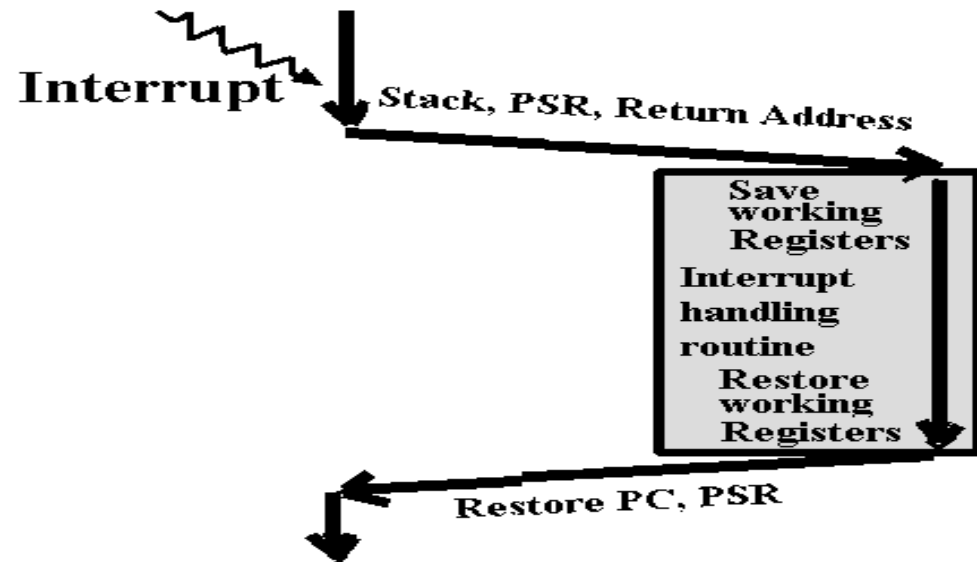 Interrupt
Stack, PSR, Return Address
Save
working
Registers
Interrupt
handling
routine
Restore
working
Registers
Restore PC, PSR